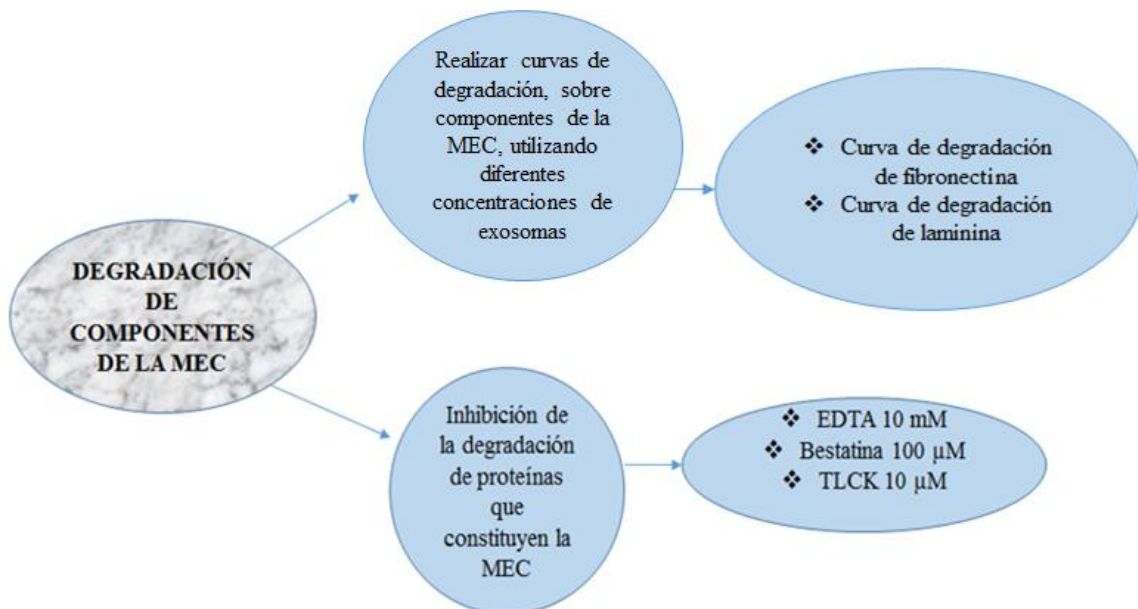 DEGRADACIÓN
DE
COMPONENTES
DE LA MEC
Realizar curvas de
degradación, sobre
componentes de la
MEC, utilizando
diferentes
concentraciones de
exosomas
❖ Curva de degradación
de fibronectina
❖ Curva de degradación
de laminina
Inhibición de
la degradación
de proteínas
que
constituyen la
MEC
❖ EDTA 10 mM
❖ Bestatina 100 µM
❖ TLCK 10 µM